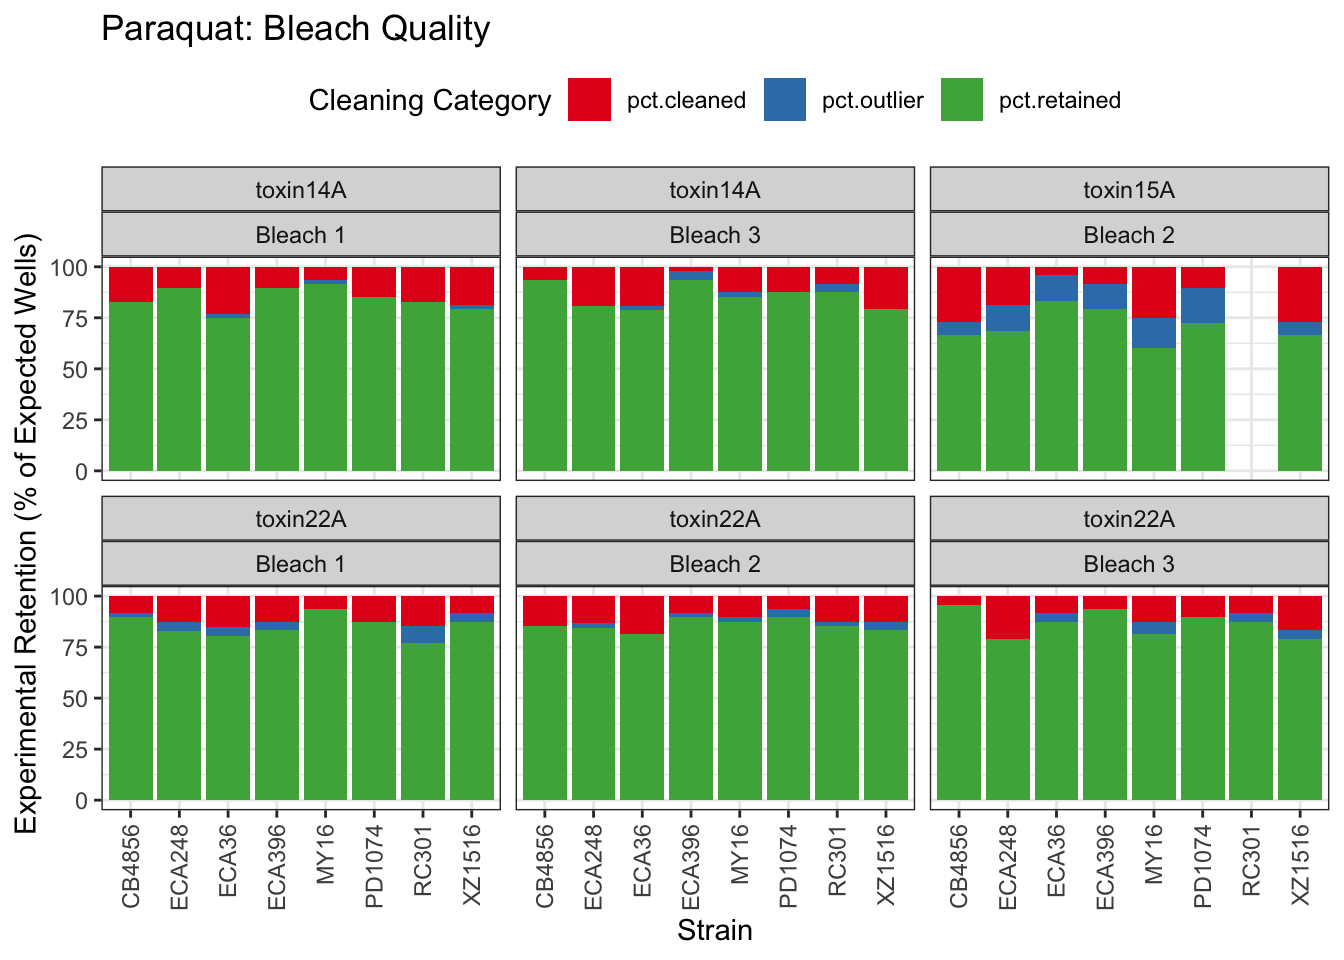 Paraquat: Bleach Quality
Cleaning Category pct.cleaned pct.outlier pct.retained
toxin14A toxin14A toxin15A
Bleach 1 Bleach 3 Bleach 2
Experimental Retention (% of Expected Wells)
100
75
50
25
0
toxin22A toxin22A toxin22A
Bleach 1 Bleach 2 Bleach 3
100
75
50
25
0
CB4856 ECA248 ECA36 ECA396 MY16 PD1074 RC301 XZ1516 CB4856 ECA248 ECA36 ECA396 MY16 PD1074 RC301 XZ1516 CB4856 ECA248 ECA36 ECA396 MY16 PD1074 RC301 XZ1516
Strain